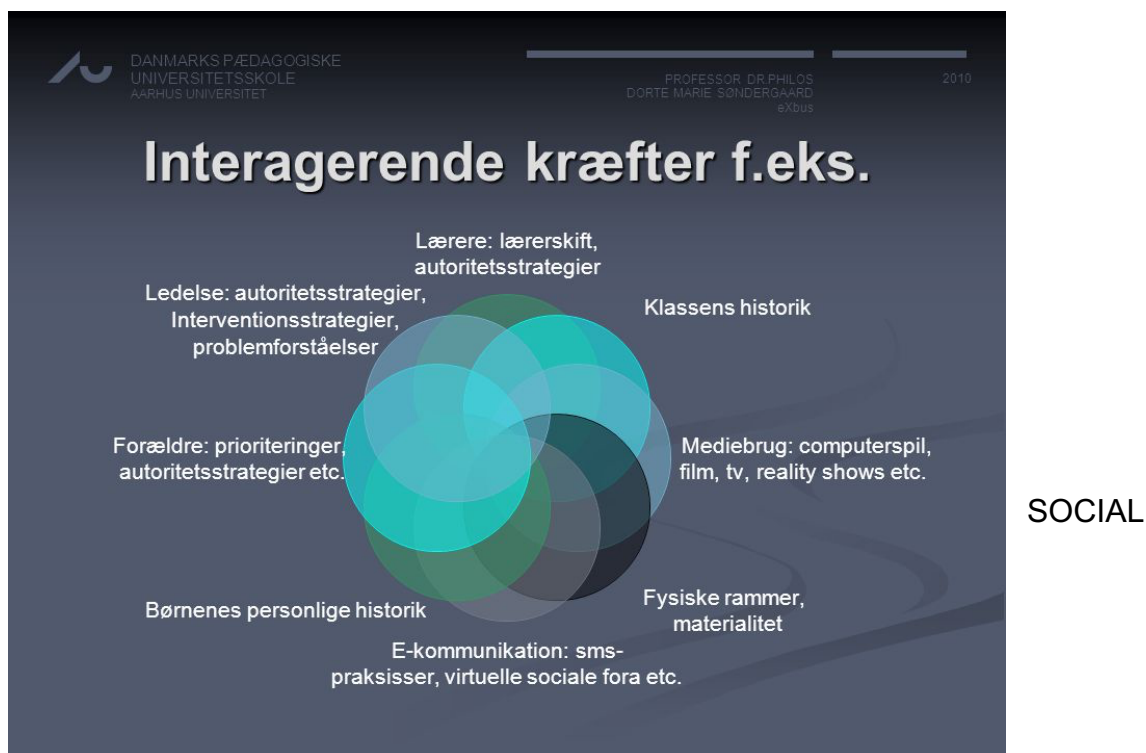 DANMARKS PÆDAGOGISKE
UNIVERSITETSSKOLE
AARHUS UNIVERSITET
PROFESSOR DR.PHILOS
DORTE MARIE SØNDERGAARD
eXbus
2010
Interagerende kræfter f.eks.
Lærere: lærerskift,
autoritetsstrategier
Ledelse: autoritetsstrategier,
Interventionsstrategier,
problemforståelser
Klassens historik
Forældre: prioriteringer,
autoritetsstrategier etc.
Mediebrug: computerspil,
film, tv, reality shows etc.
SOCIAL
Børnenes personlige historik
Fysiske rammer,
materialitet
E-kommunikation: sms-
praksisser, virtuelle sociale fora etc.